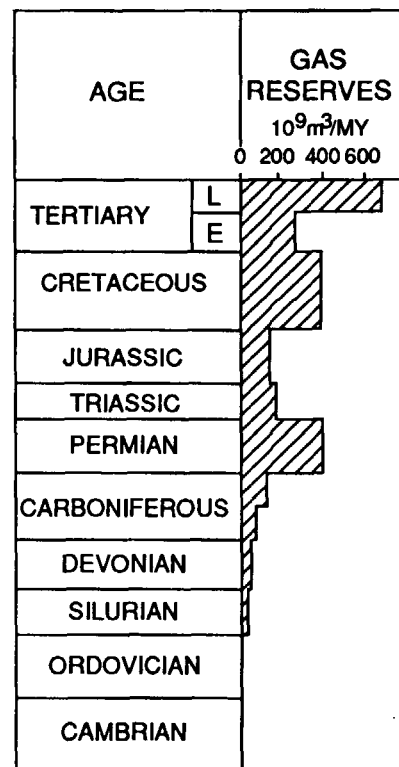 AGE
GAS
RESERVES
10⁹m³/MY
0 200 400 600
TERTIARY
L
E
CRETACEOUS
JURASSIC
TRIASSIC
PERMIAN
CARBONIFEROUS
DEVONIAN
SILURIAN
ORDOVICIAN
CAMBRIAN